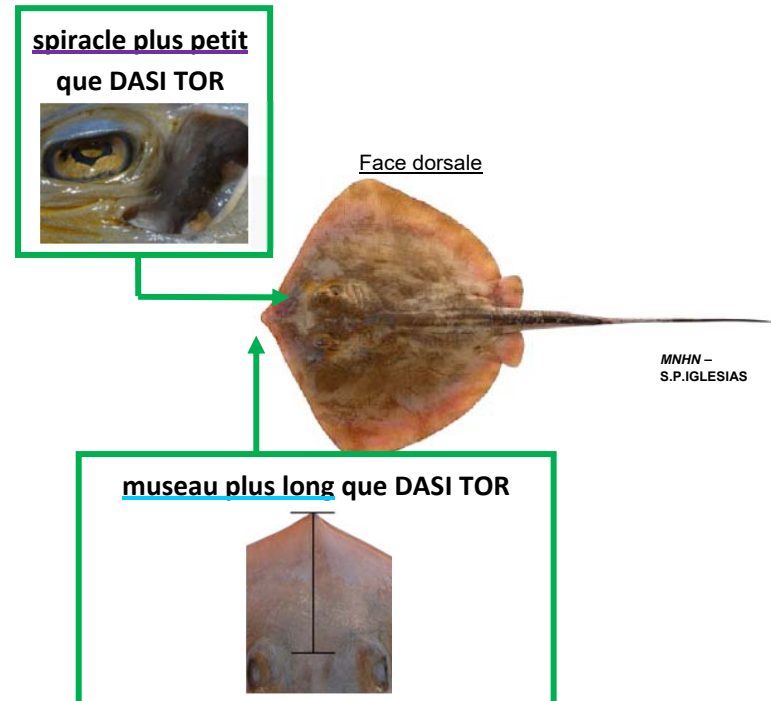 spiracle plus petit
que DASI TOR
Face dorsale
MNHN –
S.P.IGLESIAS
museau plus long que DASI TOR